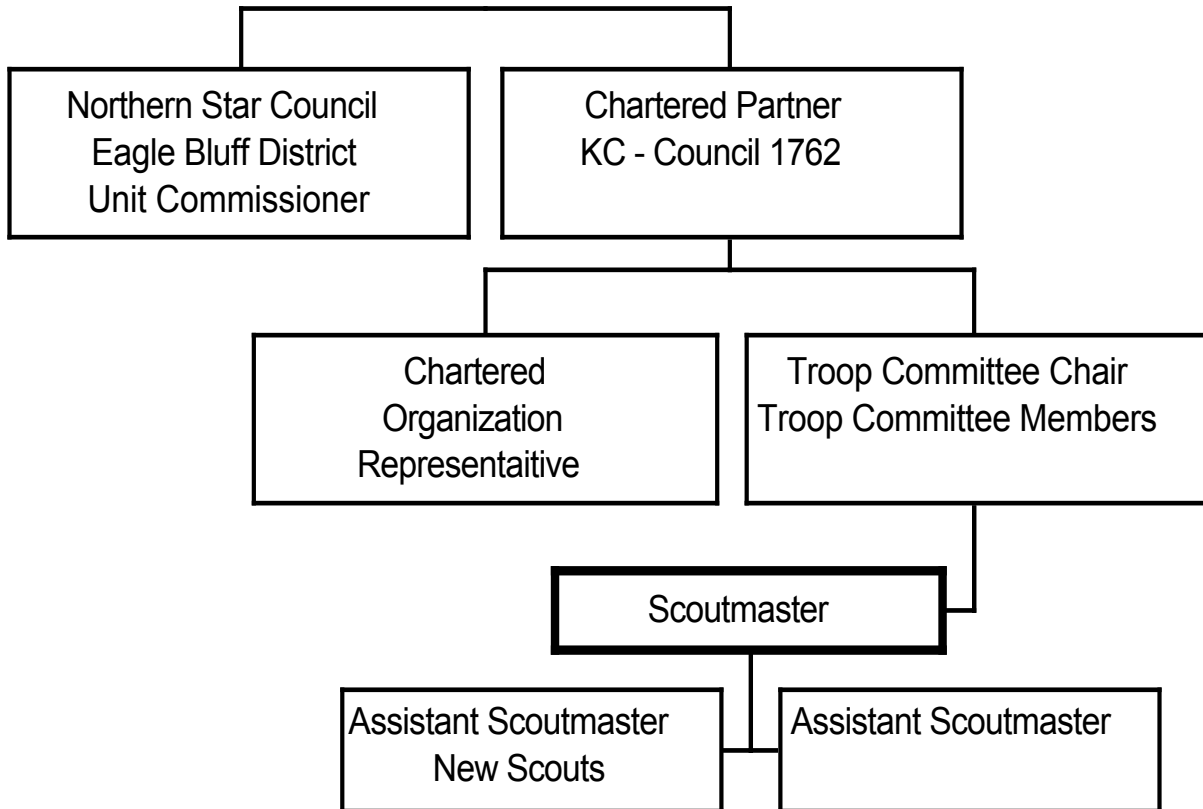 Northern Star Council
Eagle Bluff District
Unit Commissioner
Chartered Partner
KC - Council 1762
Chartered
Organization
Representaitive
Troop Committee Chair
Troop Committee Members
Scoutmaster
Assistant Scoutmaster
New Scouts
Assistant Scoutmaster